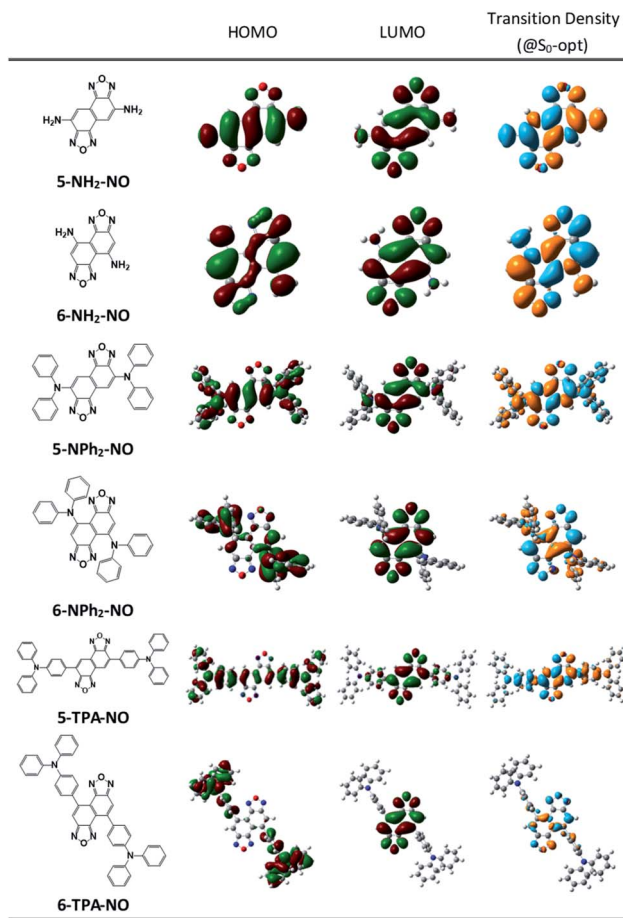 HOMO LUMO Transition Density
(@S₀-opt)
N O N
H₂N NH₂
N O N
5-NH₂-NO
N O N
H₂N
NH₂
N O N
6-NH₂-NO
N O N
N N
N O N
5-NPh₂-NO
N O N
N
N
N O N
6-NPh₂-NO
N O N
N N
N O N
5-TPA-NO
N
N O N
N O N
N
6-TPA-NO